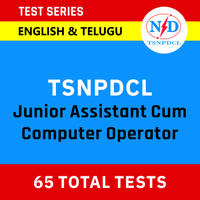 TEST SERIES
ENGLISH & TELUGU
TSNPDCL
TSNPDCL
Junior Assistant Cum
Computer Operator
65 TOTAL TESTS